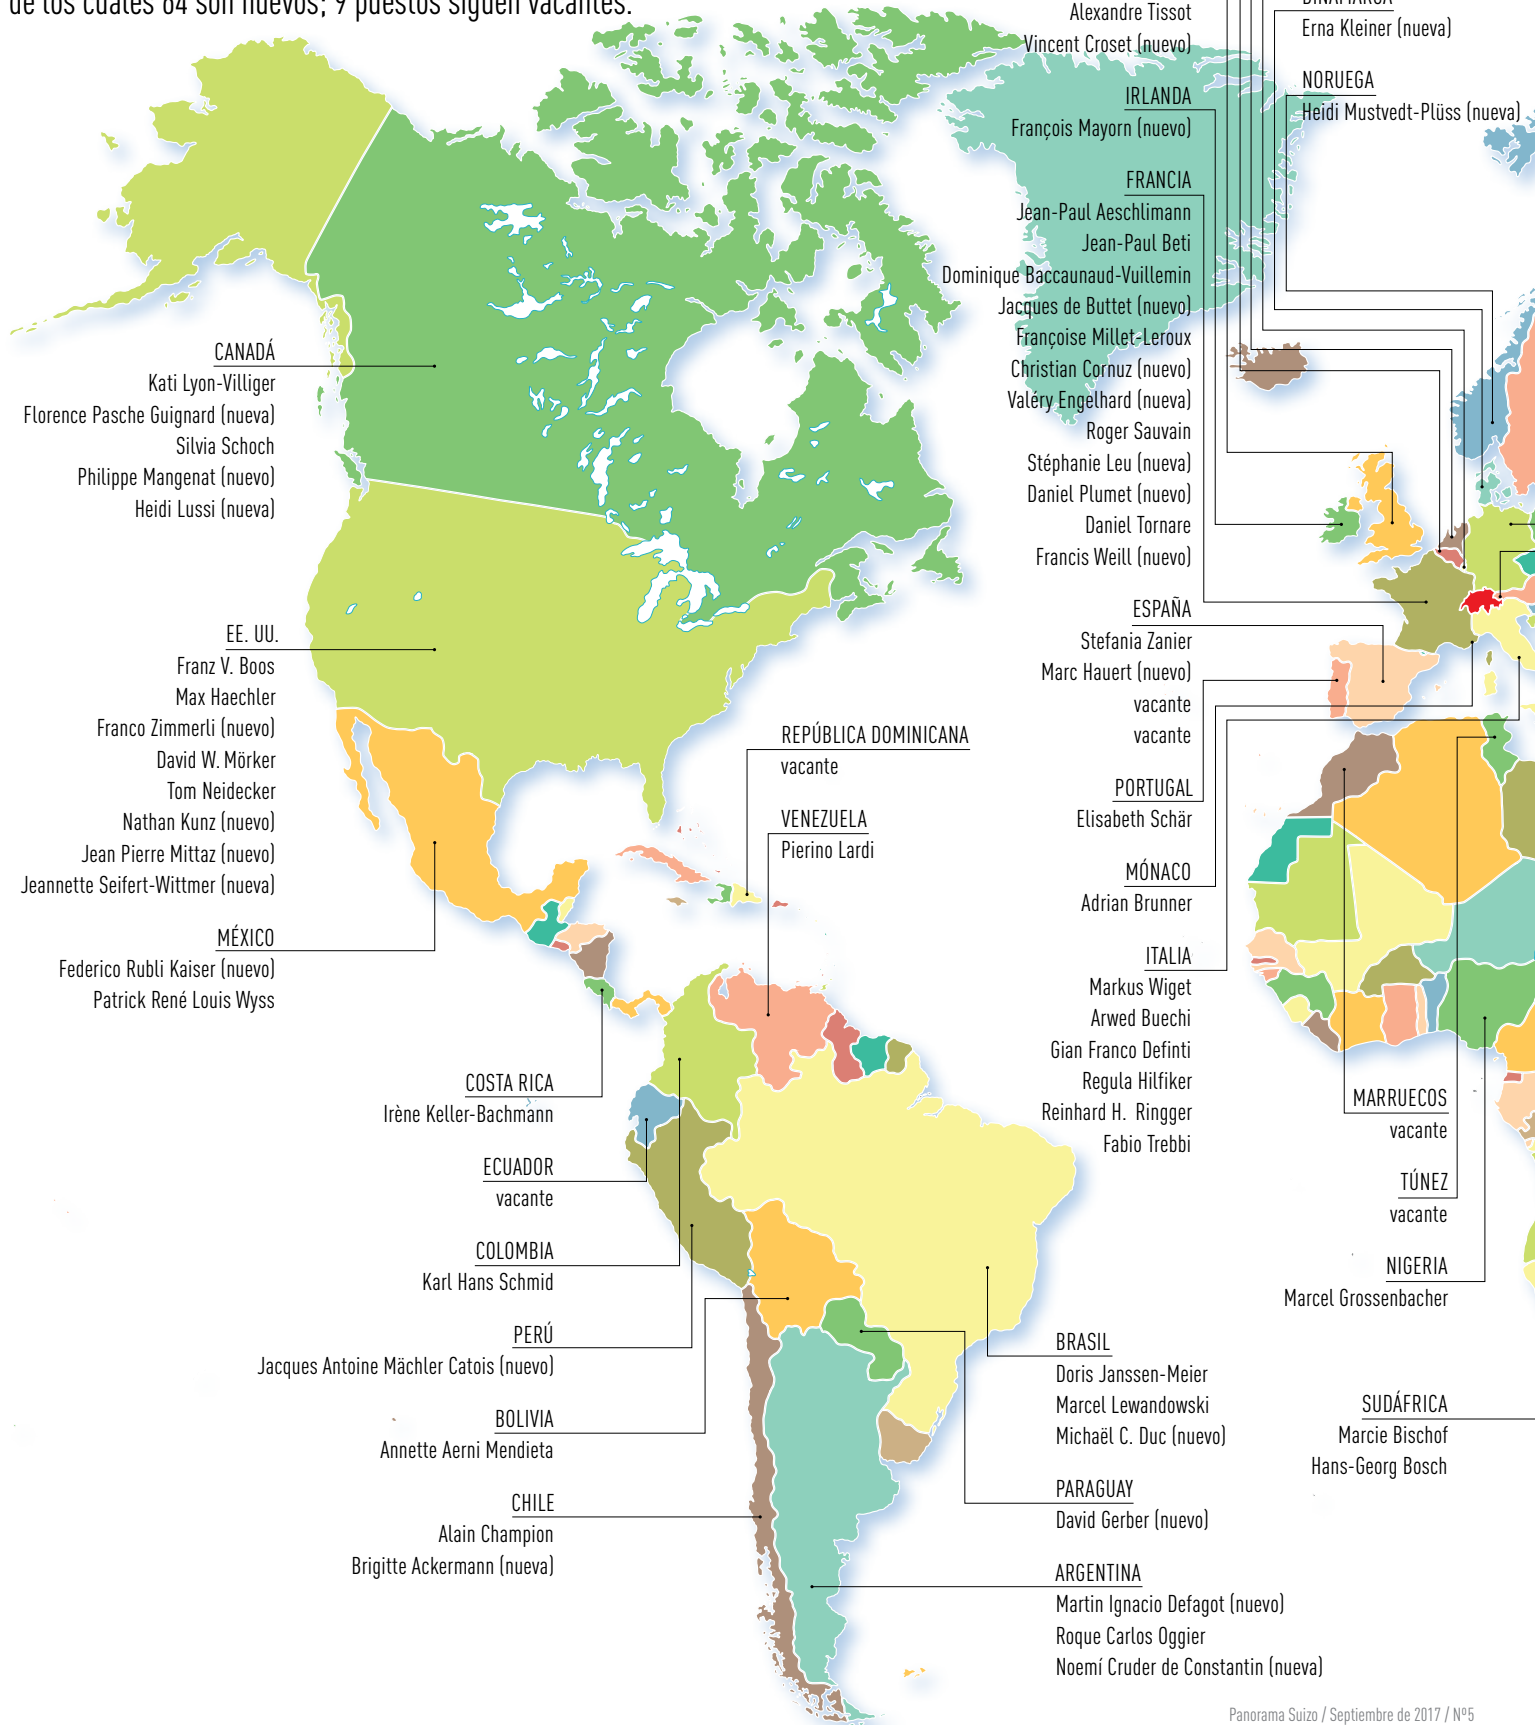 de los cuales 64 son nuevos; 9 puestos siguen vacantes.
Alexandre Tissot
Vincent Croset (nuevo)
DINAMARCA
Erna Kleiner (nueva)
NORUEGA
Heidi Mustvedt-Plüss (nueva)
IRLANDA
François Mayorn (nuevo)
FRANCIA
Jean-Paul Aeschlimann
Jean-Paul Beti
Dominique Baccaunaud-Vuillemin
Jacques de Buttet (nuevo)
Françoise Millet-Leroux
Christian Cornuz (nuevo)
Valéry Engelhard (nueva)
Roger Sauvain
Stéphanie Leu (nueva)
Daniel Plumet (nuevo)
Daniel Tornare
Francis Weill (nuevo)
CANADÁ
Kati Lyon-Villiger
Florence Pasche Guignard (nueva)
Silvia Schoch
Philippe Mangenat (nuevo)
Heidi Lussi (nueva)
EE. UU.
Franz V. Boos
Max Haechler
Franco Zimmerli (nuevo)
David W. Mörker
Tom Neidecker
Nathan Kunz (nuevo)
Jean Pierre Mittaz (nuevo)
Jeannette Seifert-Wittmer (nueva)
MÉXICO
Federico Rubli Kaiser (nuevo)
Patrick René Louis Wyss
ESPAÑA
Stefania Zanier
Marc Hauert (nuevo)
vacante
vacante
PORTUGAL
Elisabeth Schär
MÓNACO
Adrian Brunner
ITALIA
Markus Wiget
Arwed Buechi
Gian Franco Definti
Regula Hilfiker
Reinhard H. Ringger
Fabio Trebbi
REPÚBLICA DOMINICANA
vacante
VENEZUELA
Pierino Lardi
COSTA RICA
Irène Keller-Bachmann
ECUADOR
vacante
COLOMBIA
Karl Hans Schmid
PERÚ
Jacques Antoine Mächler Catois (nuevo)
BOLIVIA
Annette Aerni Mendieta
CHILE
Alain Champion
Brigitte Ackermann (nueva)
MARRUECOS
vacante
TÚNEZ
vacante
NIGERIA
Marcel Grossenbacher
SUDÁFRICA
Marcie Bischof
Hans-Georg Bosch
BRASIL
Doris Janssen-Meier
Marcel Lewandowski
Michaël C. Duc (nuevo)
PARAGUAY
David Gerber (nuevo)
ARGENTINA
Martin Ignacio Defagot (nuevo)
Roque Carlos Oggier
Noemí Cruder de Constantin (nueva)
Panorama Suizo / Septiembre de 2017 / Nº5